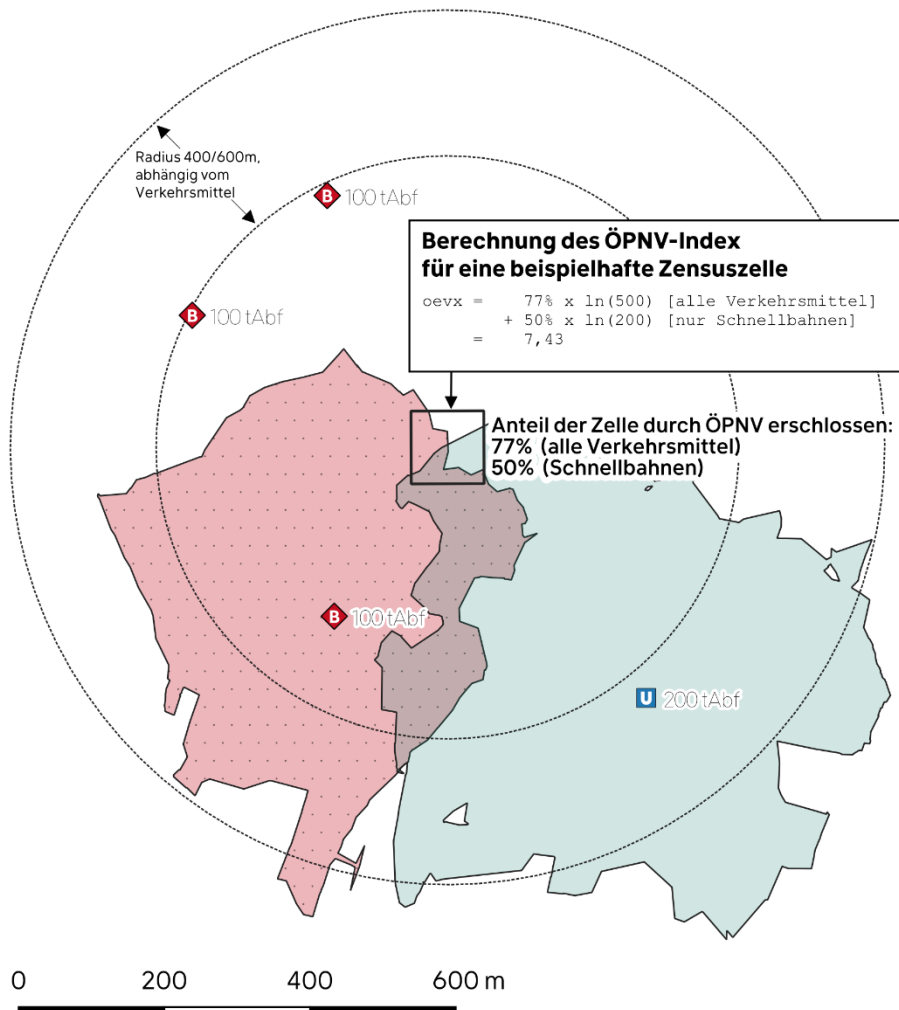 Radius 400/600m,
abhängig vom
Verkehrsmittel
B 100 tAbf
B 100 tAbf
Berechnung des ÖPNV-Index
für eine beispielhafte Zensuszelle
oevx = 77% x ln(500) [alle Verkehrsmittel]
+ 50% x ln(200) [nur Schnellbahnen]
= 7,43
Anteil der Zelle durch ÖPNV erschlossen:
77% (alle Verkehrsmittel)
50% (Schnellbahnen)
B 100 tAbf
U 200 tAbf
0 200 400 600 m